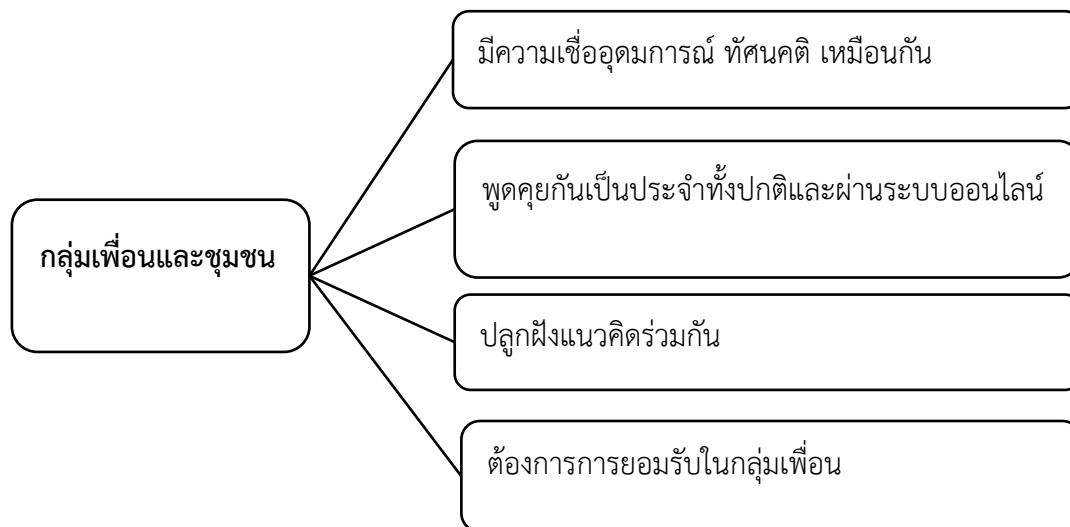 กลุ่มเพื่อนและชุมชน
มีความเชื่ออุดมการณ์ ทัศนคติ เหมือนกัน
พูดคุยกันเป็นประจำทั้งปกติและผ่านระบบออนไลน์
ปลูกฝังแนวคิดร่วมกัน
ต้องการการยอมรับในกลุ่มเพื่อน